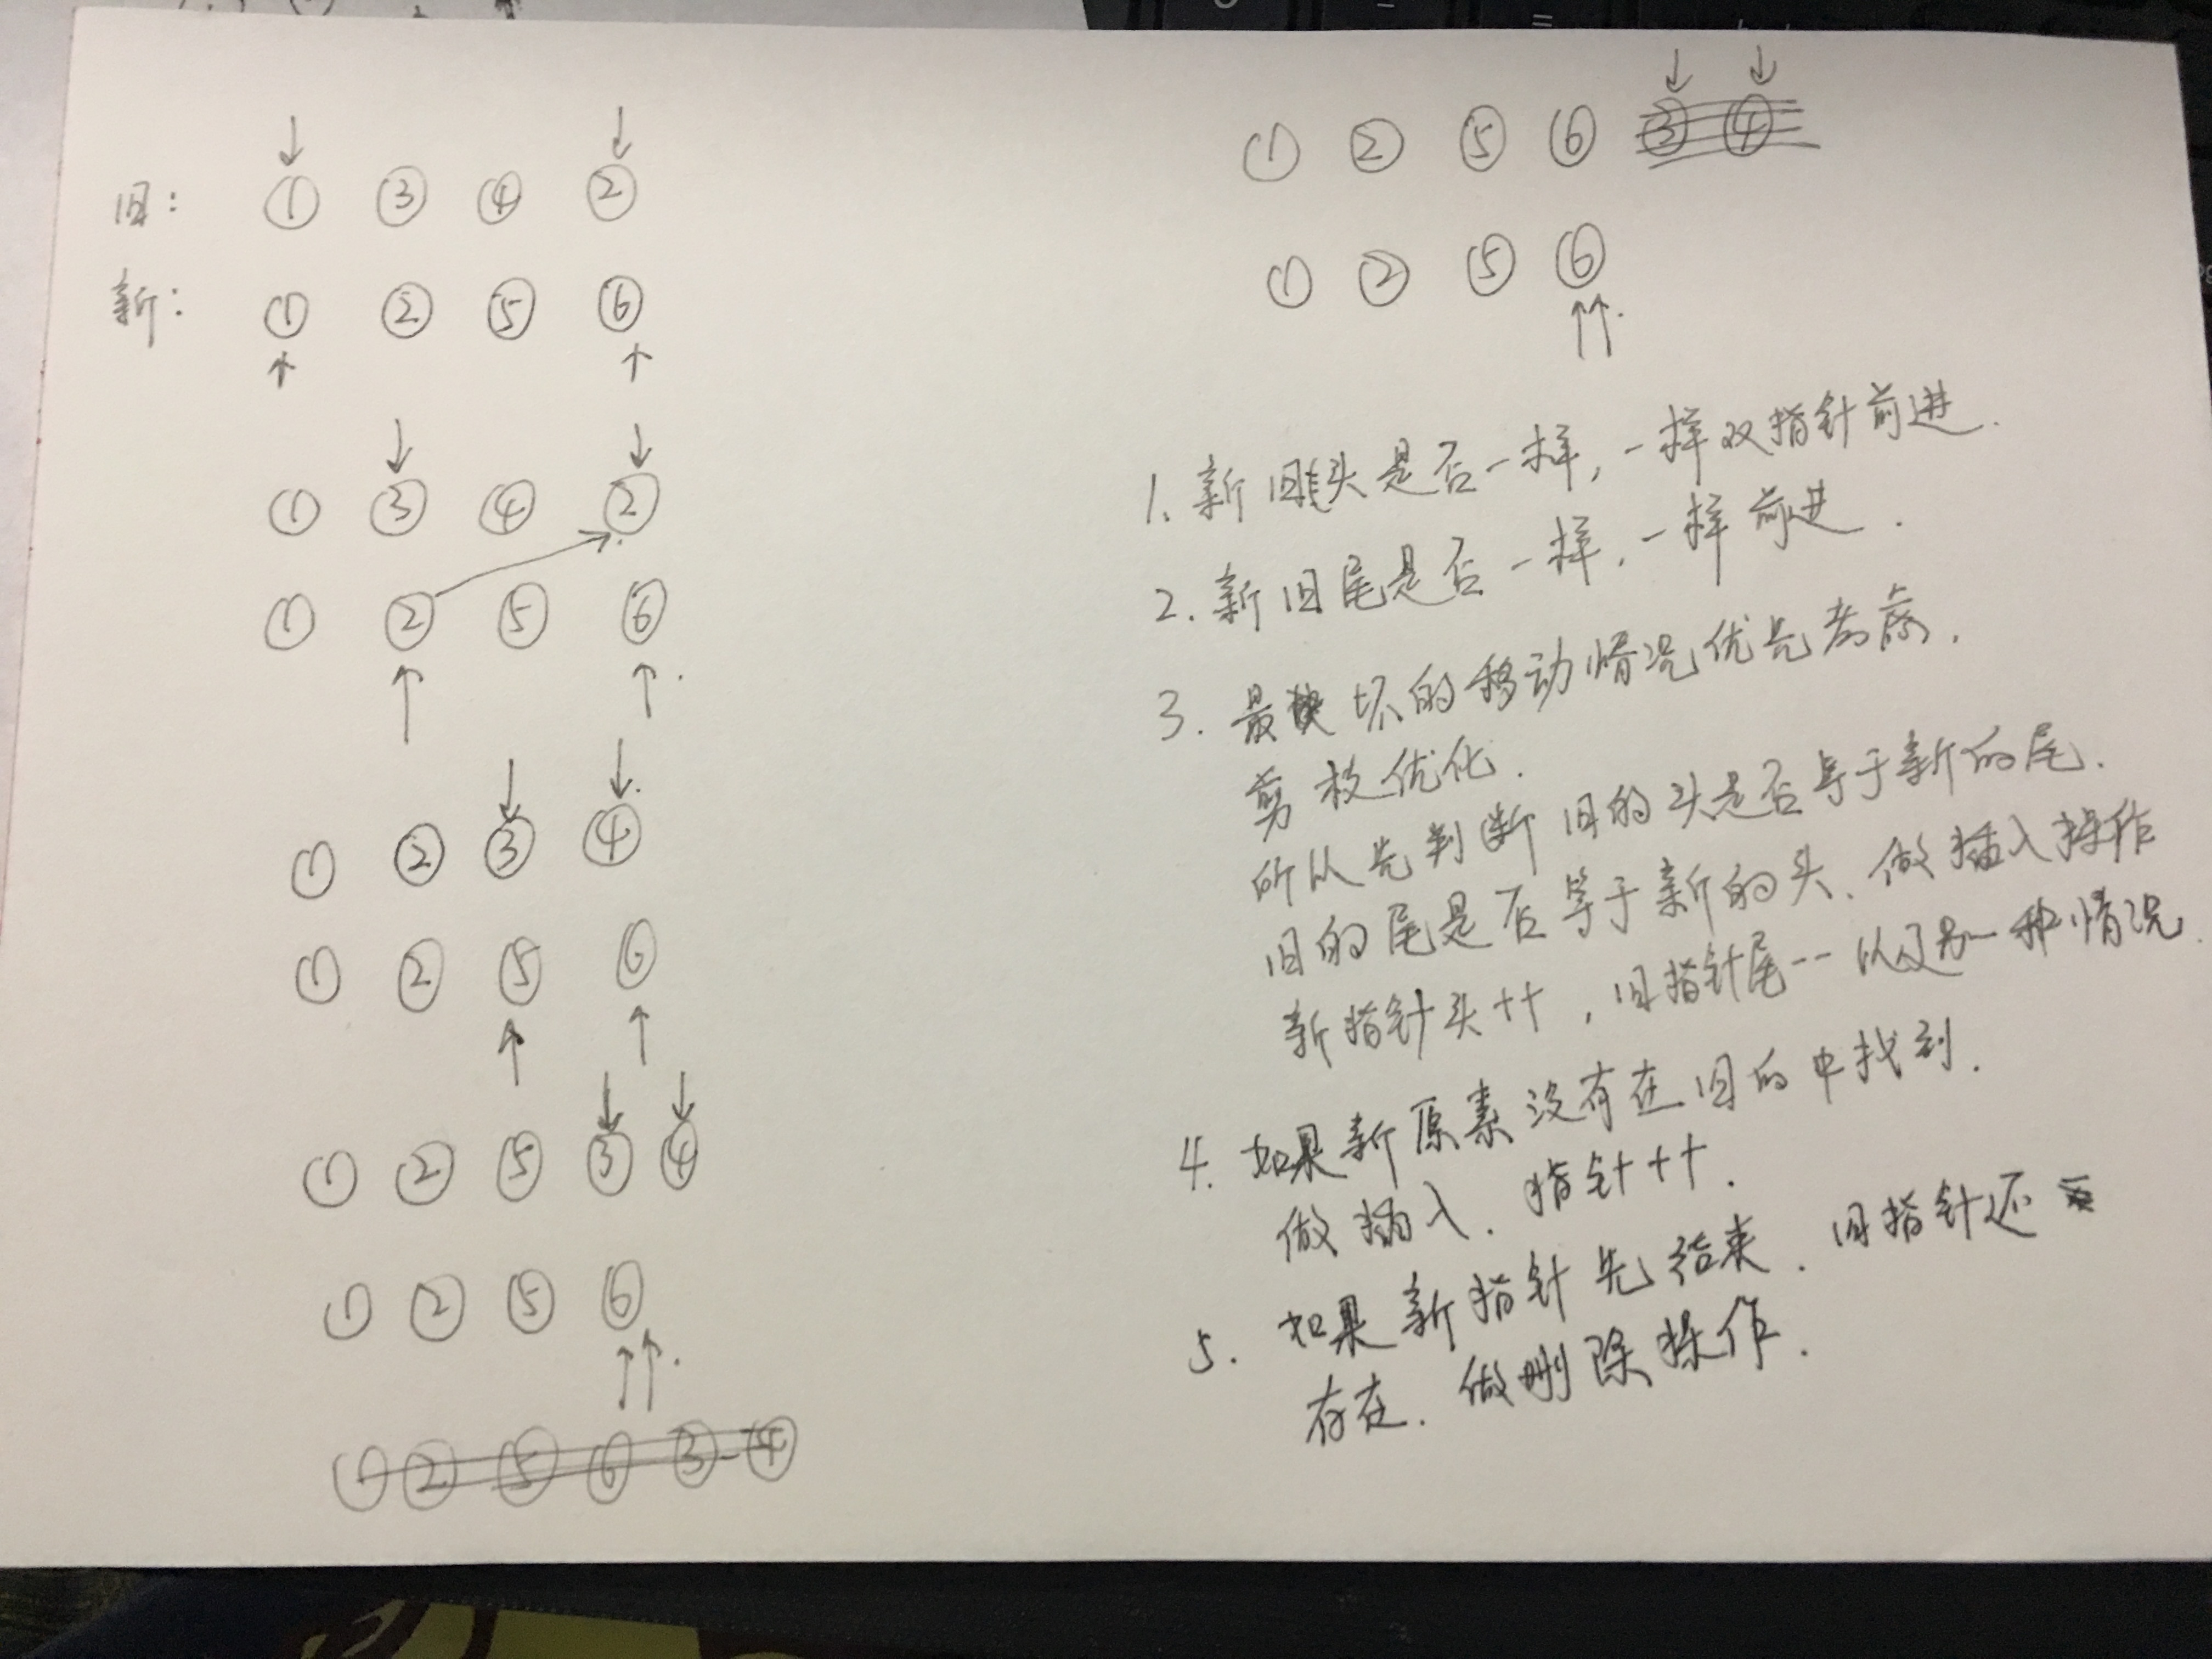 旧： ① ③ ④ ②
新： ① ② ⑤ ⑥
① ③ ④ ②
① ② ⑤ ⑥
① ② ③ ④
① ② ⑤ ⑥
① ② ⑤ ③ ④
① ② ⑤ ⑥
① ② ⑤ ⑥ ③ ④
① ② ⑤ ⑥ ③ ④
① ② ⑤ ⑥
1、新旧头是否一样，一样双指针前进.
2. 新旧尾是否一样，一样前进.
3. 最坏的移动情况优先考虑.
剪枝优化.
所以先判断旧的头是否等于新的尾.
旧的尾是否等于新的头、做插入操作
新指针头++，旧指针尾-- 以及另一种情况.
4. 如果新原素没有在旧的中找到.
做插入. 指针++.
5. 如果新指针先结束. 旧指针还
存在. 做删除操作.